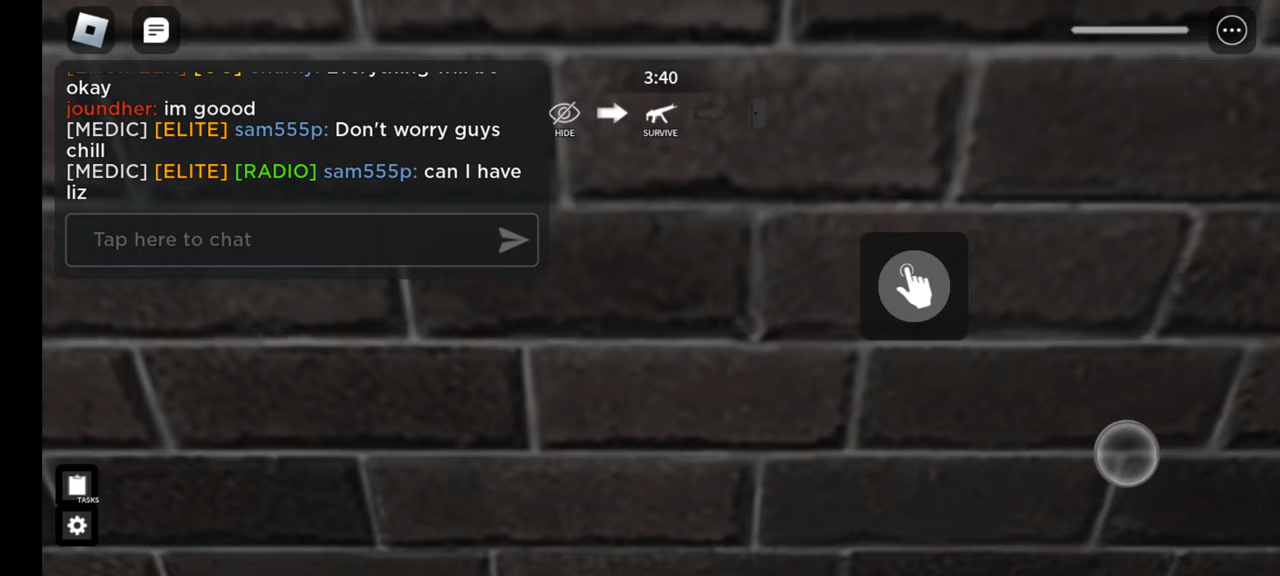 okay
joundher: im goood
[MEDIC] [ELITE] sam555p: Don't worry guys
chill
[MEDIC] [ELITE] [RADIO] sam555p: can I have
liz
Tap here to chat
3:40
HIDE
SURVIVE
TASKS